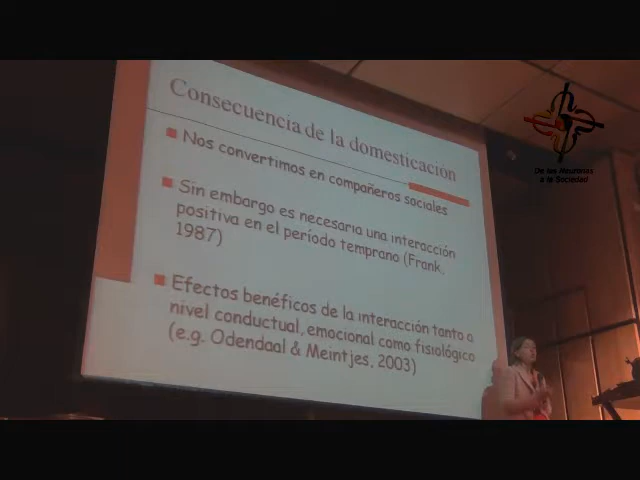 Consecuencia de la domesticación
Nos convertimos en compañeros sociales
Sin embargo es necesaria una interacción
positiva en el período temprano (Frank,
1987)
Efectos benéficos de la interacción tanto a
nivel conductual, emocional como fisiológico
(e.g. Odendaal & Meintjes, 2003)
De las Neuronas
a la Sociedad